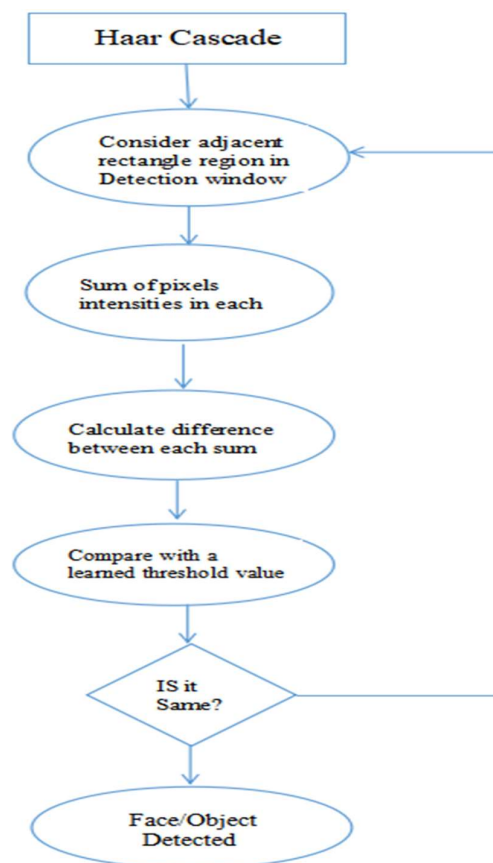 Haar Cascade
Consider adjacent
rectangle region in
Detection window
Sum of pixels
intensities in each
Calculate difference
between each sum
Compare with a
learned threshold value
IS it
Same?
Face/Object
Detected